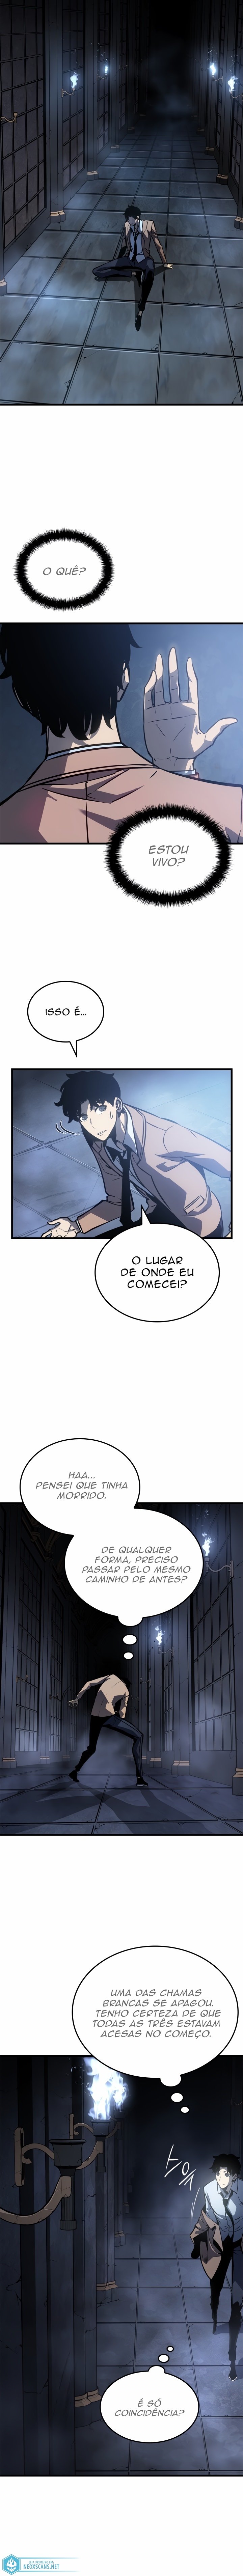 O QUÊ?
ESTOU
VIVO?
ISSO É...
O LUGAR
DE ONDE EU
COMECEI?
HAA...
PENSEI QUE TINHA
MORRIDO.
DE QUALQUER
FORMA, PRECISO
PASSAR PELO MESMO
CAMINHO DE ANTES?
UMA DAS CHAMAS
BRANCAS SE APAGOU.
TENHO CERTEZA DE QUE
TODAS AS TRÊS ESTAVAM
ACESAS NO COMEÇO.
É SÓ
COINCIDÊNCIA?
NEOXSCANS.NET